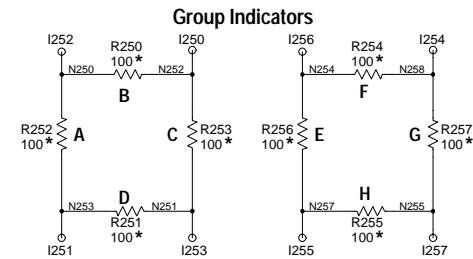 Group Indicators
I252 I250 I256 I254
R250 R254
100* 100*
N250 N252 N254 N258
B F
R252 A C R253 R256 E G R257
100* 100* 100* 100*
D H
N253 N251 N257 N255
R251 R255
100* 100*
I251 I253 I255 I257